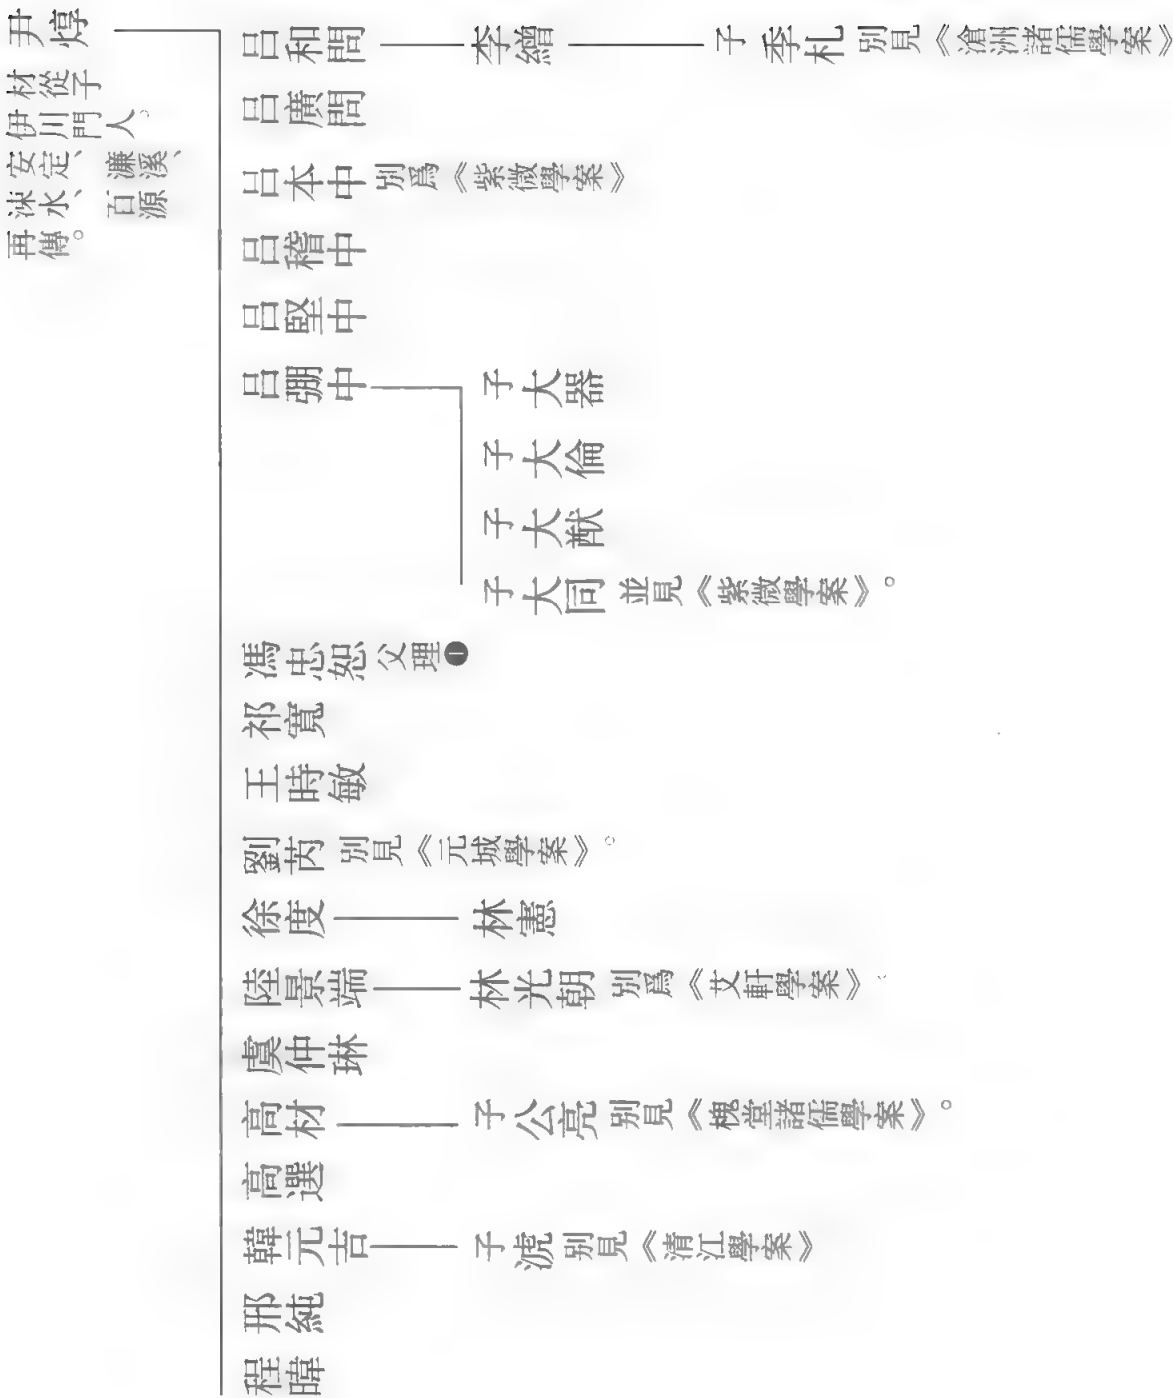 尹焞
材從子
伊川門人。
安定、濂溪、
涑水、百源
再傳。
呂和問 李繒 子季札 別見《滄洲諸儒學案》
呂廣問
呂本中 別爲《紫微學案》
呂稽中
呂堅中
呂弸中
子大器
子大倫
子大猷
子大同 並見《紫微學案》。
馮忠恕 父理❶
祁寬
王時敏
劉芮 別見《元城學案》。
徐度 林憲
陸景端 林光朝 別爲《艾軒學案》。
虞仲琳
高材 子公亮 別見《槐堂諸儒學案》。
高選
韓元吉 子淲 別見《清江學案》
邢純
程暐